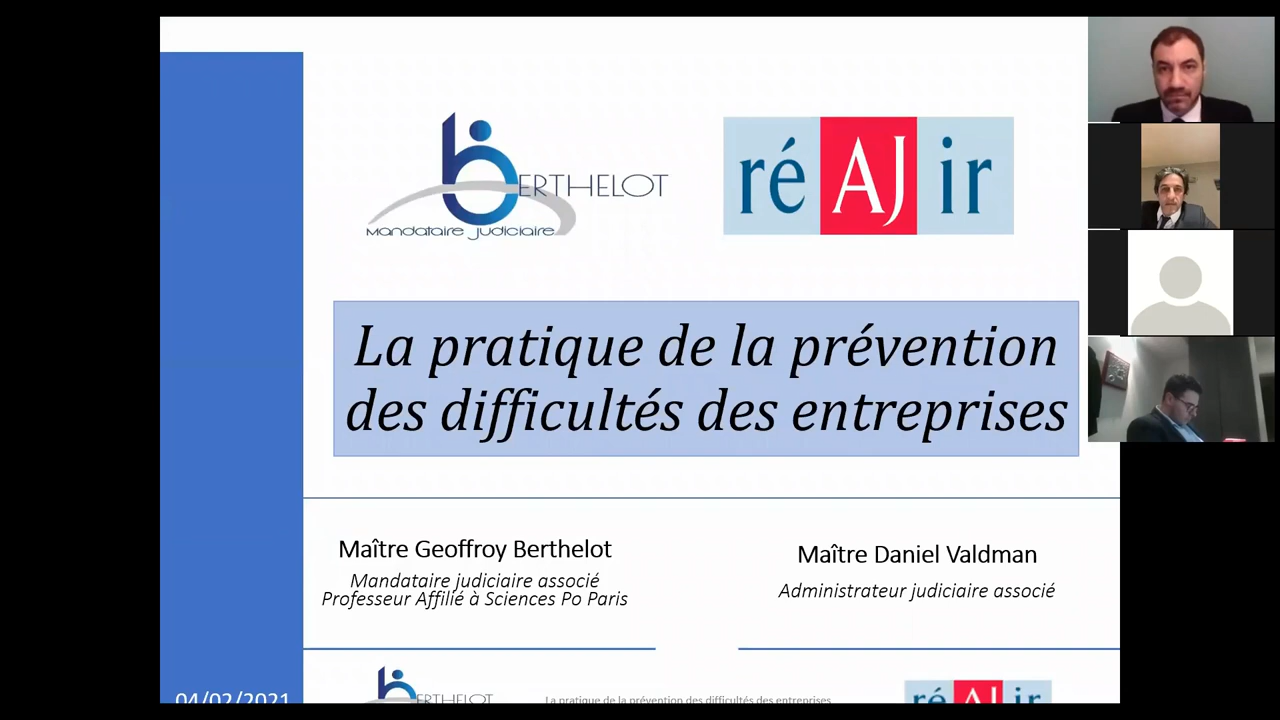 BERTHELOT
Mandataire judiciaire
réAJir
La pratique de la prévention
des difficultés des entreprises
Maître Geoffroy Berthelot
Mandataire judiciaire associé
Professeur Affilié à Sciences Po Paris
Maître Daniel Valdman
Administrateur judiciaire associé
04/02/2021
BERTHELOT
La pratique de la prévention des difficultés des entreprises
réAJir